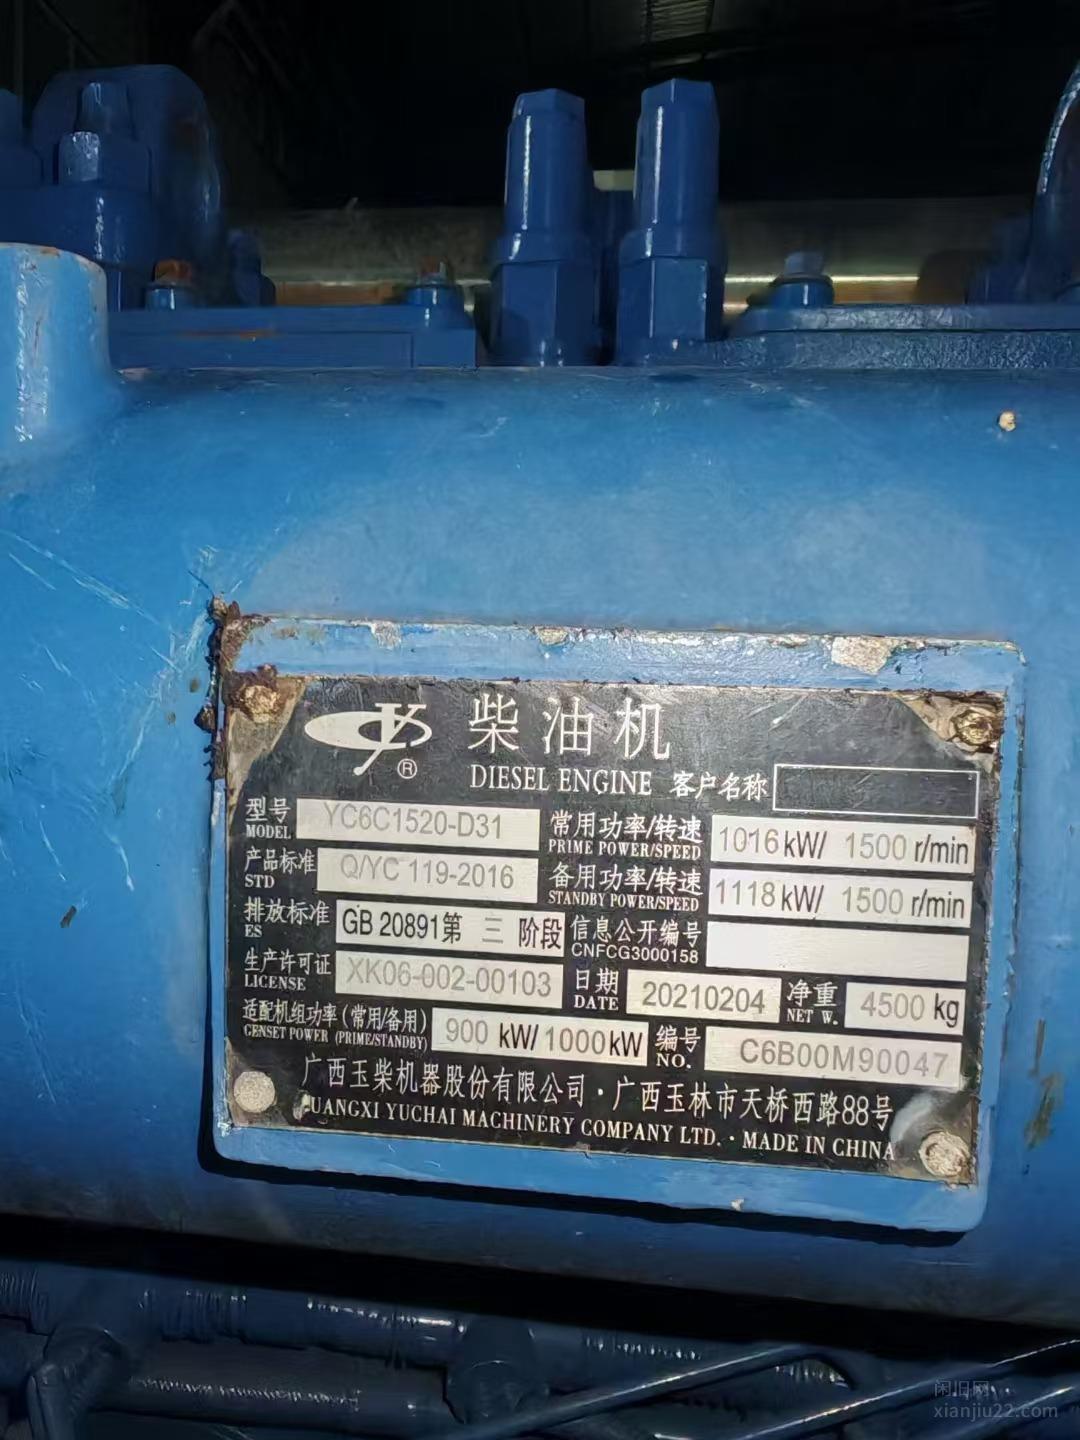 柴油机
®
DIESEL ENGINE 客户名称
型号 MODEL YC6C1520-D31
常用功率/转速 PRIME POWER/SPEED 1016kW/ 1500 r/min
产品标准 STD Q/YC 119-2016
备用功率/转速 STANDBY POWER/SPEED 1118kW/ 1500 r/min
排放标准 ES GB 20891第 三 阶段
信息公开编号 CNFCG3000158
生产许可证 LICENSE XK06-002-00103
日期 DATE 20210204
净重 NET W. 4500 kg
适配机组功率(常用/备用) GENSET POWER (PRIME/STANDBY) 900 kW/ 1000kW
编号 NO. C6B00M90047
广西玉柴机器股份有限公司·广西玉林市天桥西路88号
GUANGXI YUCHAI MACHINERY COMPANY LTD. · MADE IN CHINA
闲旧网
xianjiu22.com